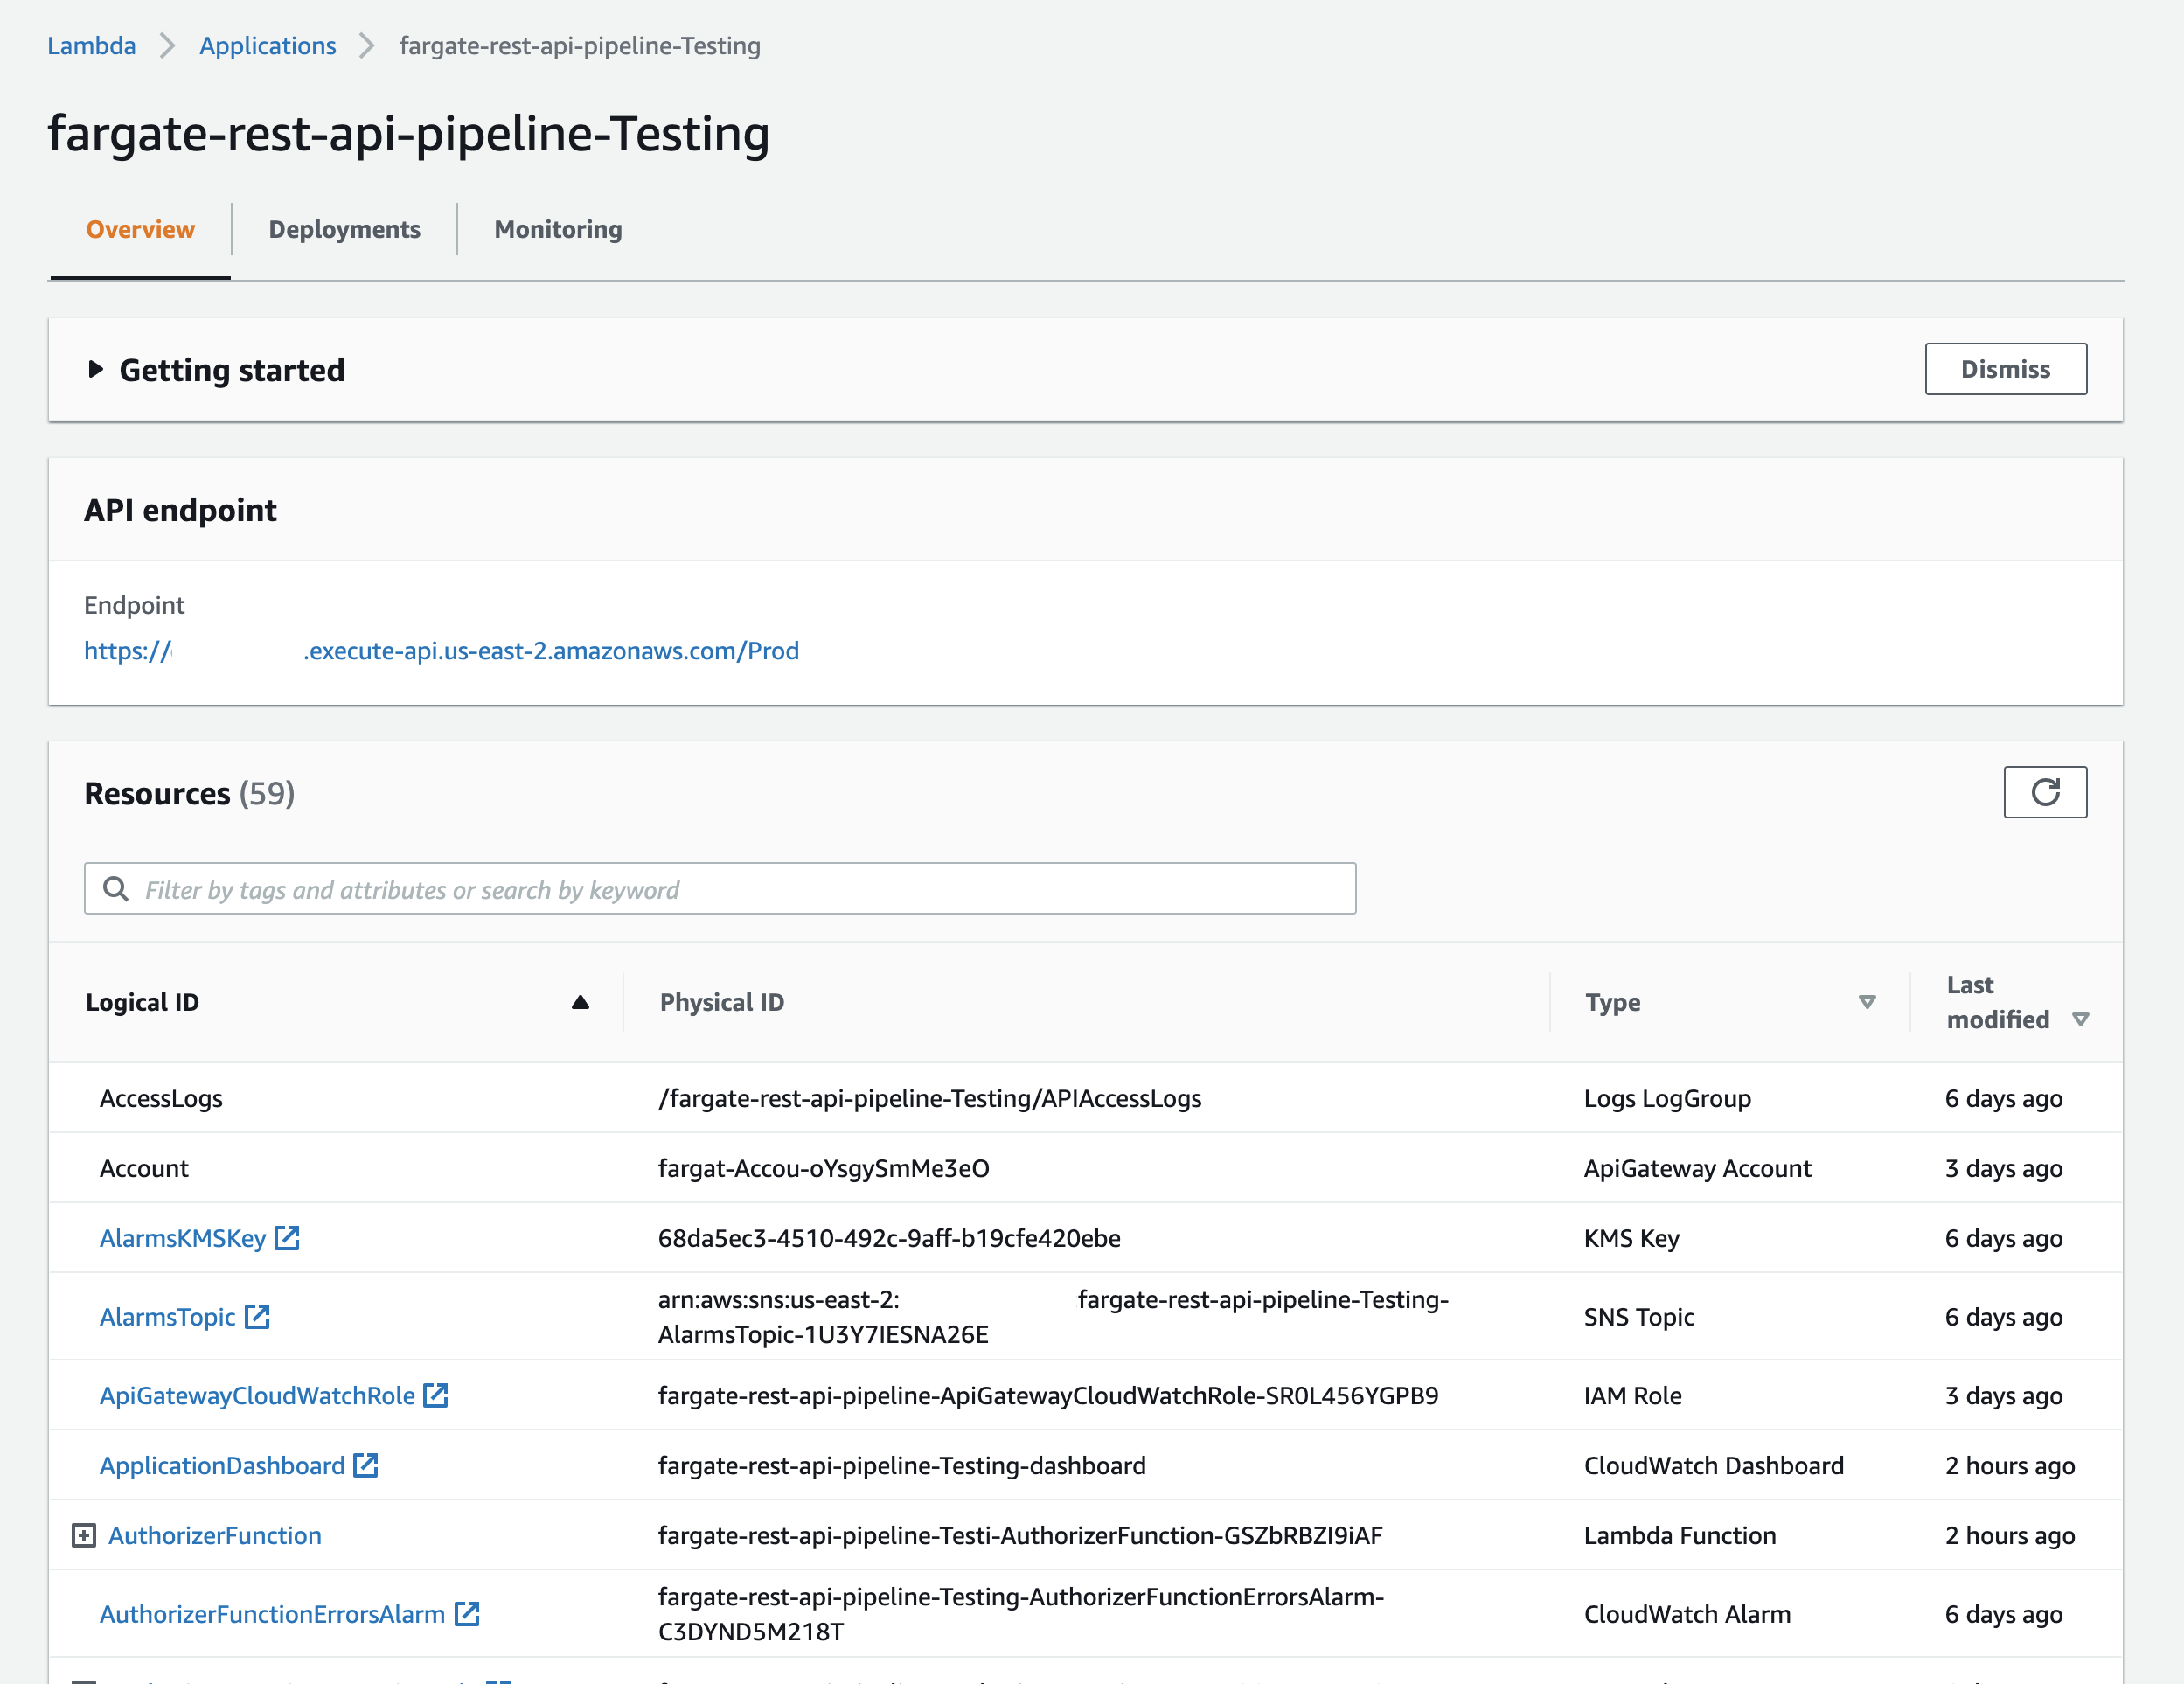 Lambda > Applications > fargate-rest-api-pipeline-Testing
fargate-rest-api-pipeline-Testing
Overview Deployments Monitoring
Getting started Dismiss
API endpoint
Endpoint
https:// .execute-api.us-east-2.amazonaws.com/Prod
Resources (59)
Filter by tags and attributes or search by keyword
Logical ID Physical ID Type Last modified
AccessLogs /fargate-rest-api-pipeline-Testing/APIAccessLogs Logs LogGroup 6 days ago
Account fargat-Accou-oYsgySmMe3eO ApiGateway Account 3 days ago
AlarmsKMSKey 68da5ec3-4510-492c-9aff-b19cfe420ebe KMS Key 6 days ago
AlarmsTopic arn:aws:sns:us-east-2: fargate-rest-api-pipeline-Testing-AlarmsTopic-1U3Y7IESNA26E SNS Topic 6 days ago
ApiGatewayCloudWatchRole fargate-rest-api-pipeline-ApiGatewayCloudWatchRole-SR0L456YGPB9 IAM Role 3 days ago
ApplicationDashboard fargate-rest-api-pipeline-Testing-dashboard CloudWatch Dashboard 2 hours ago
AuthorizerFunction fargate-rest-api-pipeline-Testi-AuthorizerFunction-GSZbRBZI9iAF Lambda Function 2 hours ago
AuthorizerFunctionErrorsAlarm fargate-rest-api-pipeline-Testing-AuthorizerFunctionErrorsAlarm-C3DYND5M218T CloudWatch Alarm 6 days ago